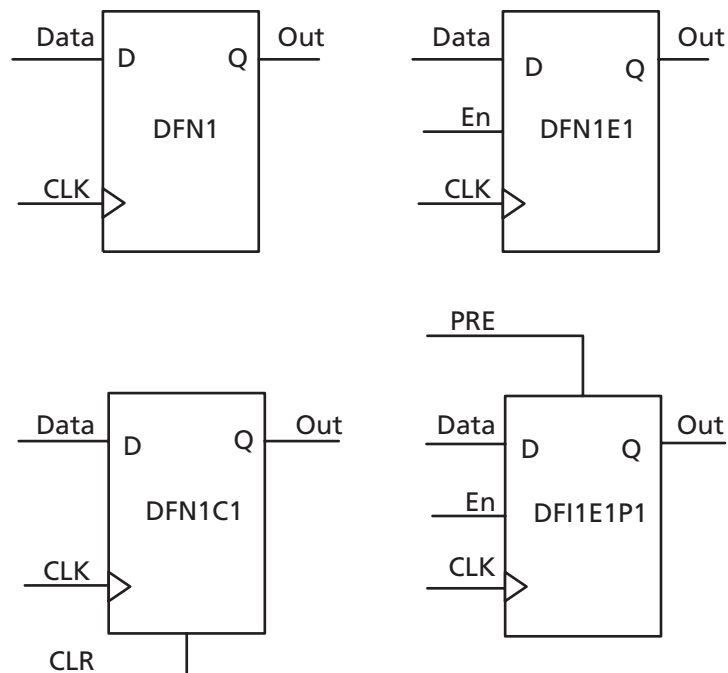 Data
D
Q
Out
DFN1
CLK
Data
D
Q
Out
En
DFN1E1
CLK
Data
D
Q
Out
DFN1C1
CLK
CLR
PRE
Data
D
Q
Out
En
DFI1E1P1
CLK